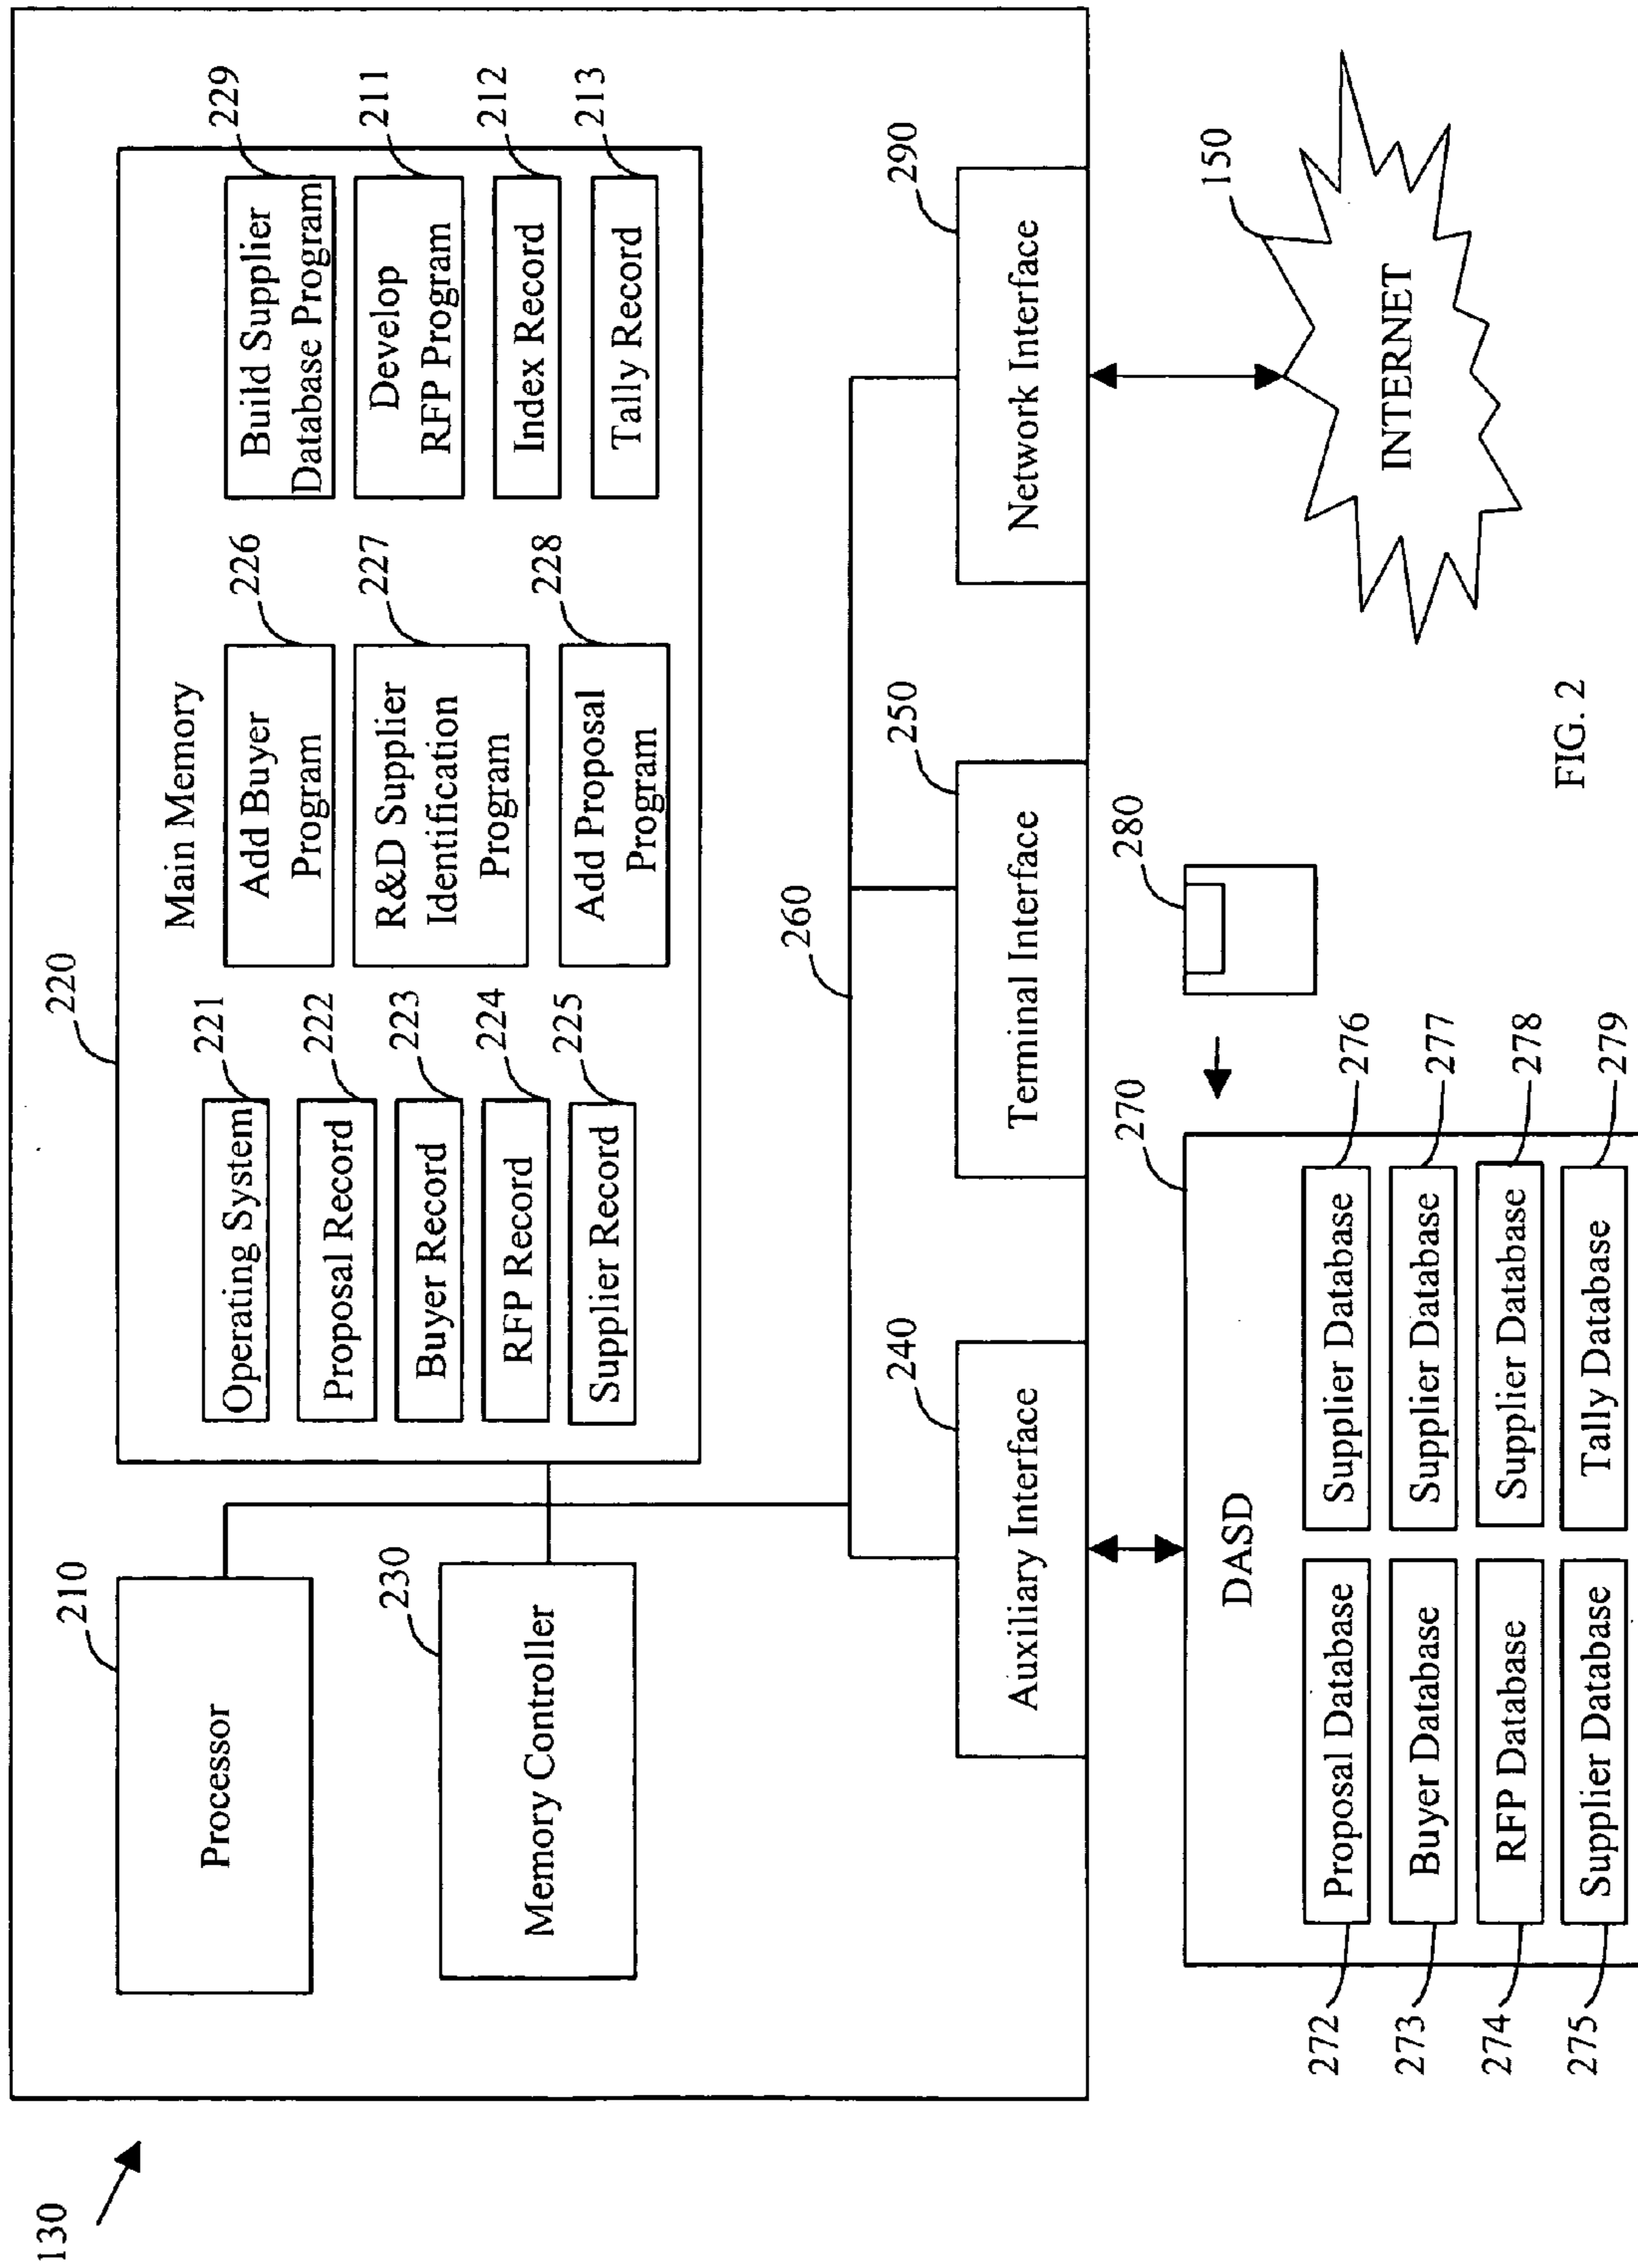 130
210
Processor
230
Memory Controller
220
Main Memory
221
Operating System
222
Proposal Record
223
Buyer Record
224
RFP Record
225
Supplier Record
226
Add Buyer
Program
227
R&D Supplier
Identification
Program
228
Add Proposal
Program
229
Build Supplier
Database Program
211
Develop
RFP Program
212
Index Record
213
Tally Record
260
240
Auxiliary Interface
250
Terminal Interface
290
Network Interface
270
DASD
272
Proposal Database
273
Buyer Database
274
RFP Database
275
Supplier Database
Supplier Database
276
Supplier Database
277
Supplier Database
278
Tally Database
279
280
150
INTERNET
FIG. 2